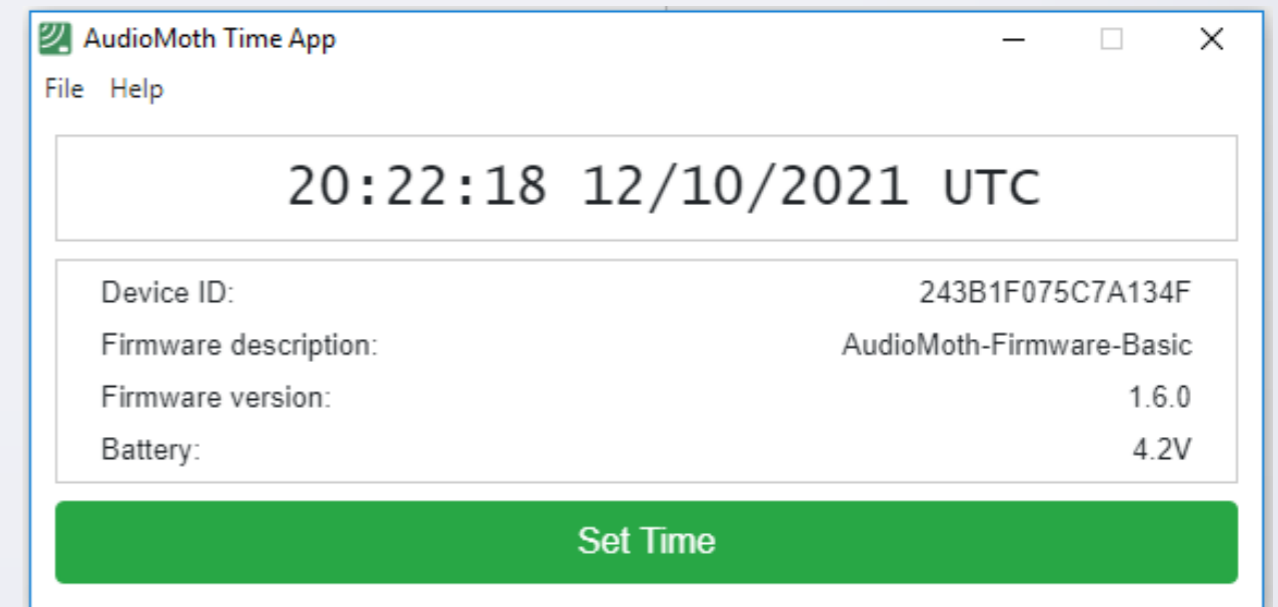 AudioMoth Time App
File Help
20:22:18 12/10/2021 UTC
Device ID: 243B1F075C7A134F
Firmware description: AudioMoth-Firmware-Basic
Firmware version: 1.6.0
Battery: 4.2V
Set Time